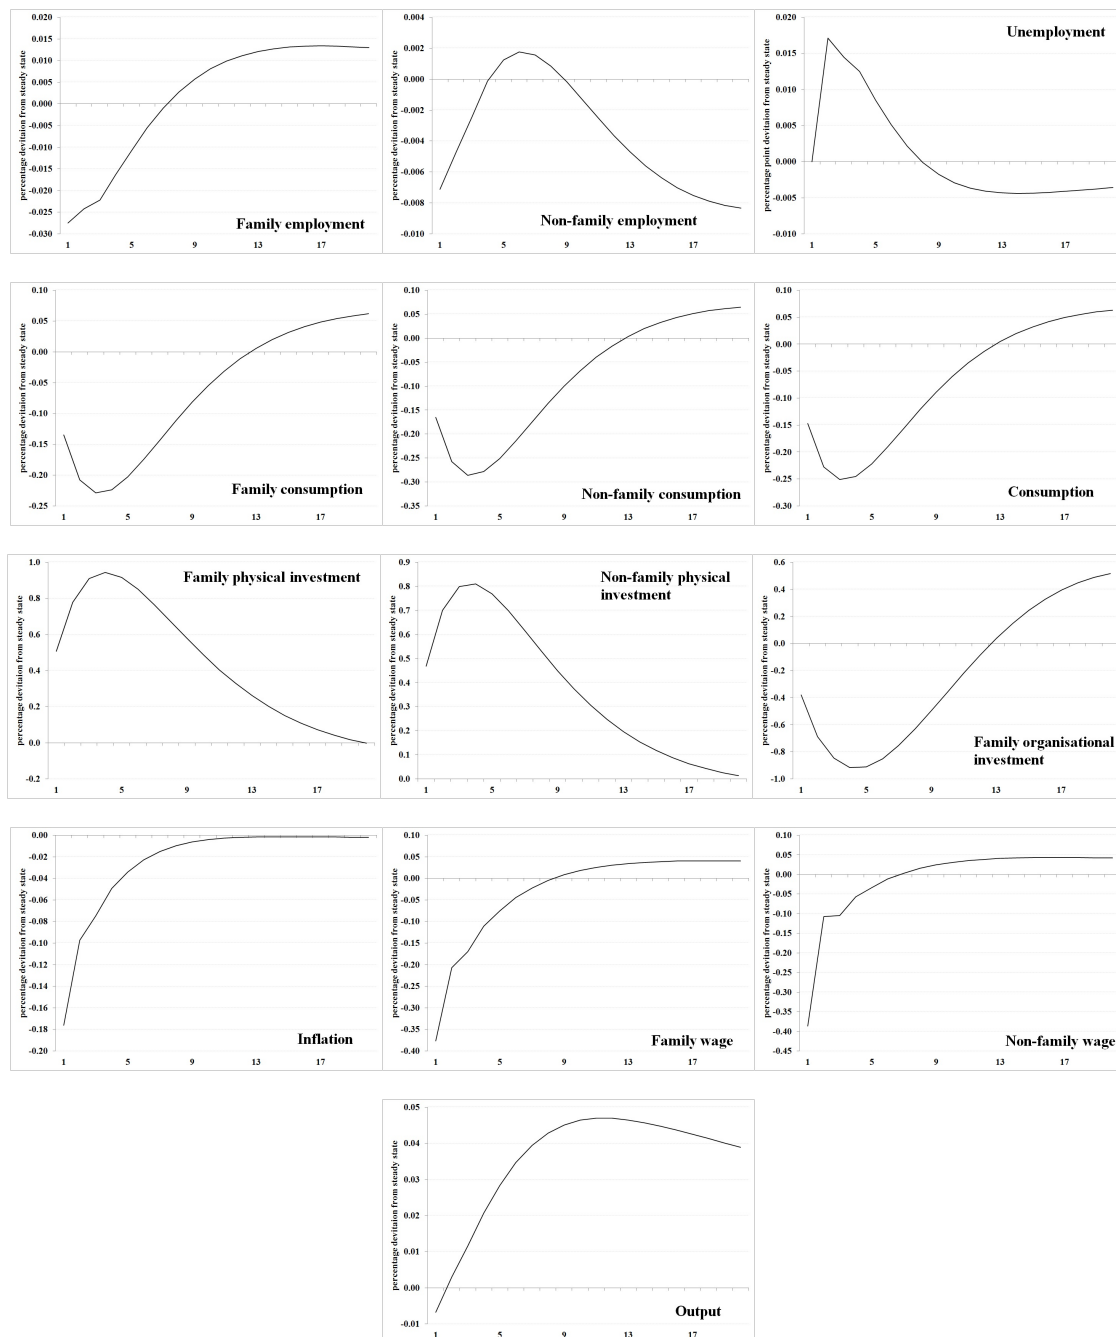 percentage devitaion from steady state
0.020
0.015
0.010
0.005
0.000
-0.005
-0.010
-0.015
-0.020
-0.025
-0.030
1 5 9 13 17
Family employment
percentage devitaion from steady state
0.004
0.002
0.000
-0.002
-0.004
-0.006
-0.008
-0.010
1 5 9 13 17
Non-family employment
percentage point devitaion from steady state
0.020
0.015
0.010
0.005
0.000
-0.005
-0.010
1 5 9 13 17
Unemployment
percentage devitaion from steady state
0.10
0.05
0.00
-0.05
-0.10
-0.15
-0.20
-0.25
1 5 9 13 17
Family consumption
percentage devitaion from steady state
0.10
0.05
0.00
-0.05
-0.10
-0.15
-0.20
-0.25
-0.30
-0.35
1 5 9 13 17
Non-family consumption
percentage devitaion from steady state
0.10
0.05
0.00
-0.05
-0.10
-0.15
-0.20
-0.25
-0.30
1 5 9 13 17
Consumption
percentage devitaion from steady state
1.0
0.8
0.6
0.4
0.2
0.0
-0.2
1 5 9 13 17
Family physical investment
percentage devitaion from steady state
0.9
0.8
0.7
0.6
0.5
0.4
0.3
0.2
0.1
0.0
1 5 9 13 17
Non-family physical
investment
percentage devitaion from steady state
0.6
0.4
0.2
0.0
-0.2
-0.4
-0.6
-0.8
-1.0
1 5 9 13 17
Family organisational
investment
percentage devitaion from steady state
0.00
-0.02
-0.04
-0.06
-0.08
-0.10
-0.12
-0.14
-0.16
-0.18
-0.20
1 5 9 13 17
Inflation
percentage devitaion from steady state
0.10
0.05
0.00
-0.05
-0.10
-0.15
-0.20
-0.25
-0.30
-0.35
-0.40
1 5 9 13 17
Family wage
percentage devitaion from steady state
0.10
0.05
0.00
-0.05
-0.10
-0.15
-0.20
-0.25
-0.30
-0.35
-0.40
-0.45
1 5 9 13 17
Non-family wage
percentage devitaion from steady state
0.05
0.04
0.03
0.02
0.01
0.00
-0.01
1 5 9 13 17
Output